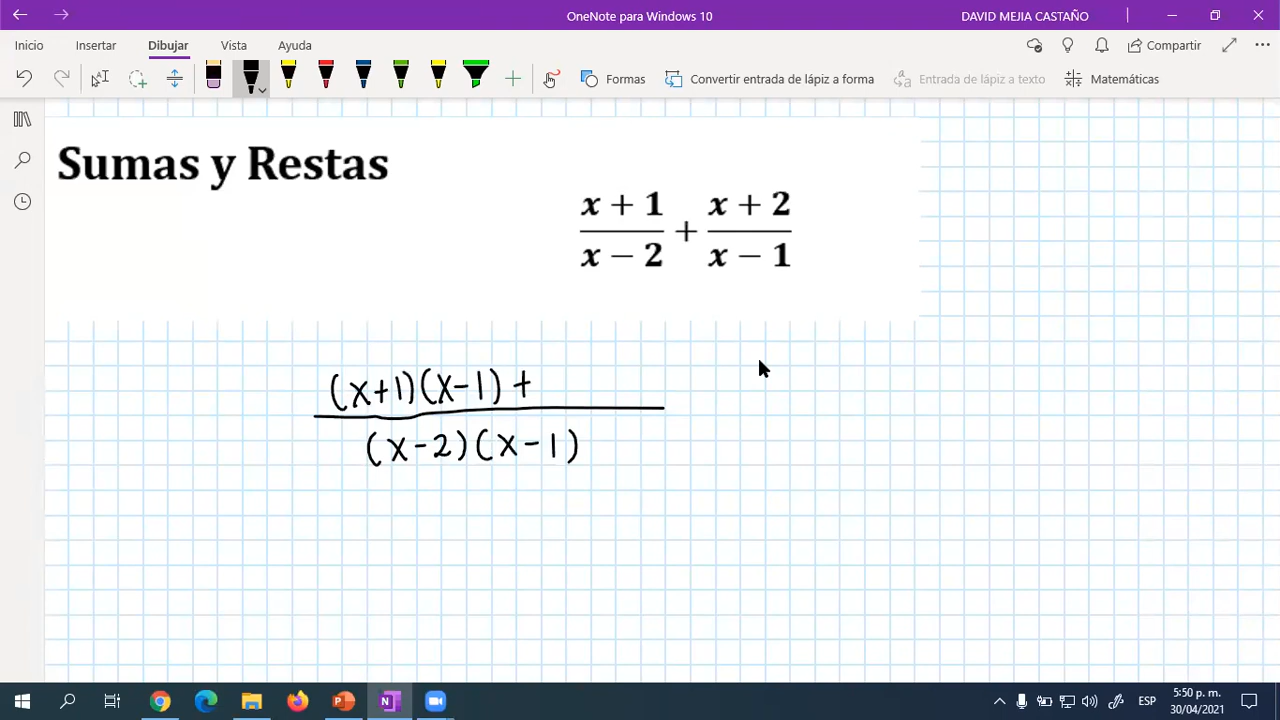 OneNote para Windows 10
DAVID MEJIA CASTAÑO
Inicio Insertar Dibujar Vista Ayuda
Compartir
Formas Convertir entrada de lápiz a forma Entrada de lápiz a texto Matemáticas
Sumas y Restas
x + 1 x + 2
+
x − 2 x − 1
(x+1)(x-1) +
(x-2)(x-1)
ESP
5:50 p. m.
30/04/2021